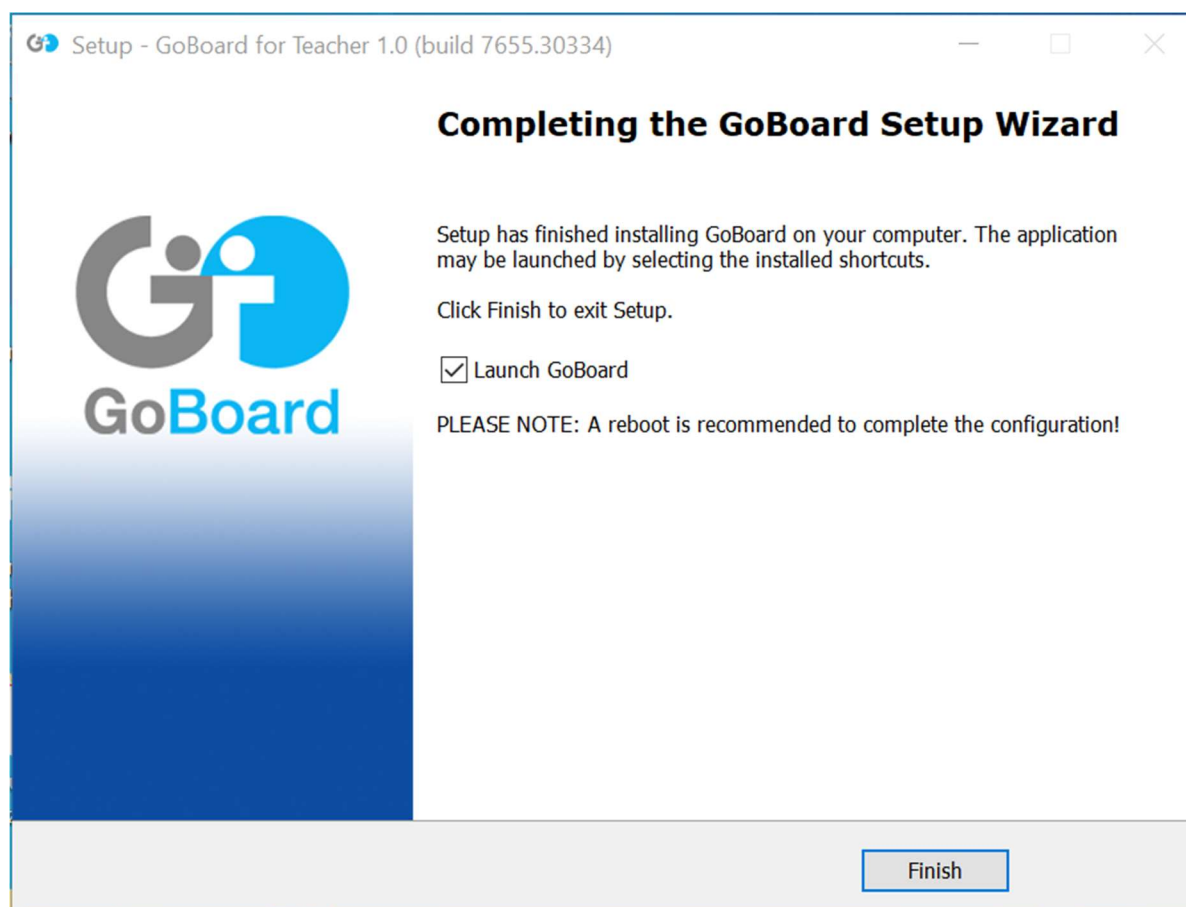 Setup - GoBoard for Teacher 1.0 (build 7655.30334)
Completing the GoBoard Setup Wizard
GoBoard
Setup has finished installing GoBoard on your computer. The application
may be launched by selecting the installed shortcuts.
Click Finish to exit Setup.
Launch GoBoard
PLEASE NOTE: A reboot is recommended to complete the configuration!
Finish